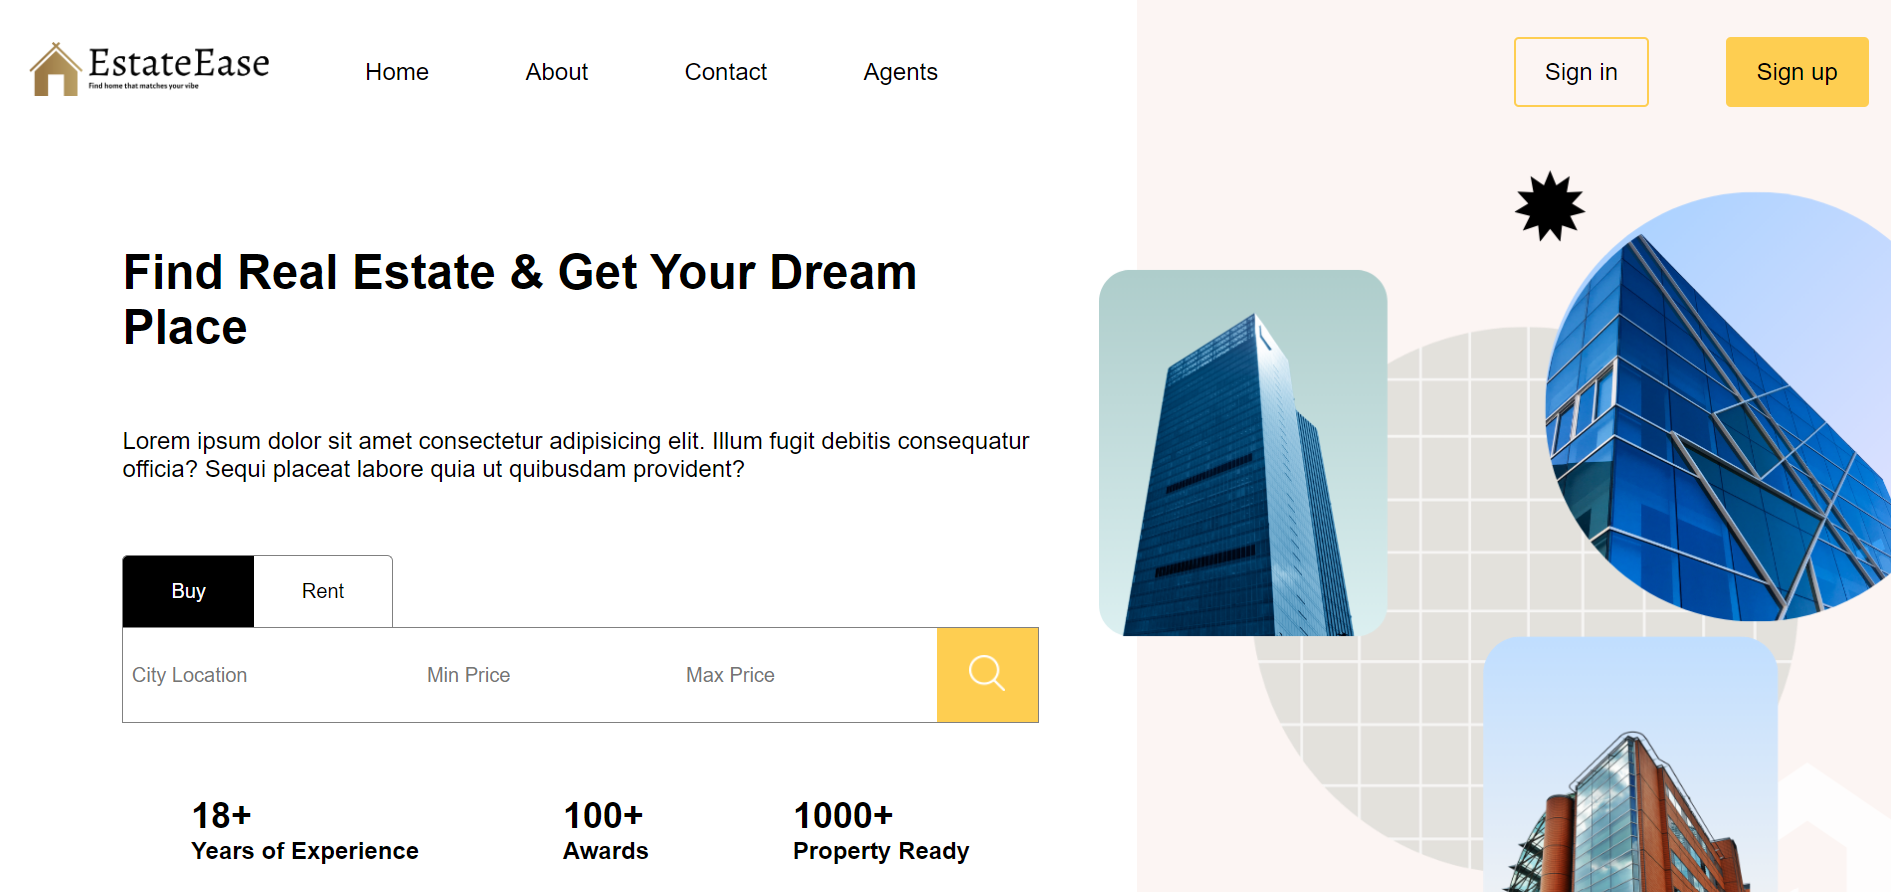 EstateEase
Find home that matches your vibe
Home
About
Contact
Agents
Sign in
Sign up
Find Real Estate & Get Your Dream
Place
Lorem ipsum dolor sit amet consectetur adipisicing elit. Illum fugit debitis consequatur
officia? Sequi placeat labore quia ut quibusdam provident?
Buy
Rent
City Location
Min Price
Max Price
18+
Years of Experience
100+
Awards
1000+
Property Ready